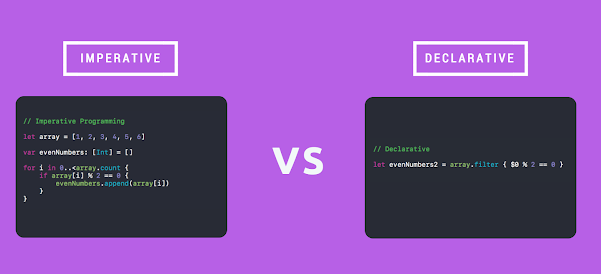 IMPERATIVE
// Imperative Programming
let array = [1, 2, 3, 4, 5, 6]
var evenNumbers: [Int] = []
for i in 0..<array.count {
    if array[i] % 2 == 0 {
        evenNumbers.append(array[i])
    }
}
VS
DECLARATIVE
// Declarative
let evenNumbers2 = array.filter { $0 % 2 == 0 }